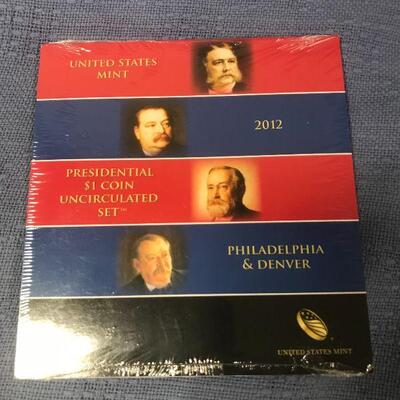 UNITED STATES
MINT
2012
PRESIDENTIAL
$1 COIN
UNCIRCULATED
SET™
PHILADELPHIA
& DENVER
UNITED STATES MINT